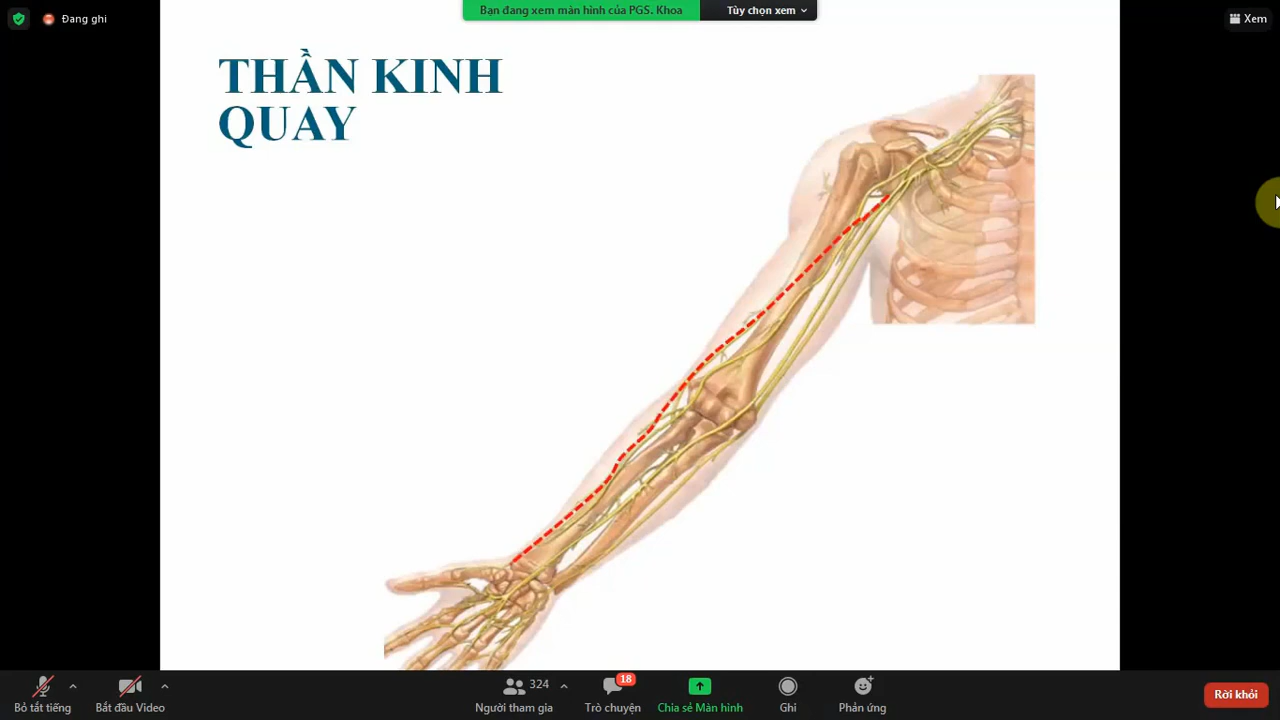 Bạn đang xem màn hình của PGS. Khoa
Tùy chọn xem
Đang ghi
Xem
THẦN KINH
QUAY
324
18
Bỏ tắt tiếng
Bắt đầu Video
Người tham gia
Trò chuyện
Chia sẻ Màn hình
Ghi
Phản ứng
Rời khỏi